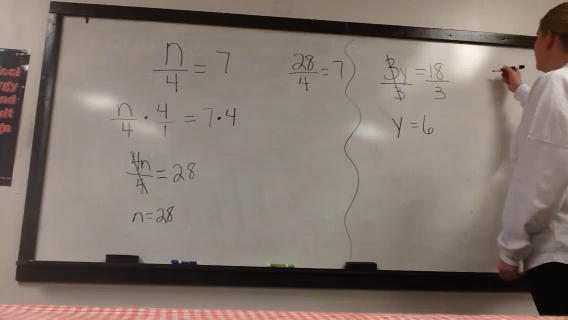 n/4 = 7
28/4 = 7
n/4 · 4/1 = 7 · 4
4n/4 = 28
n = 28
3y/3 = 18/3
y = 6